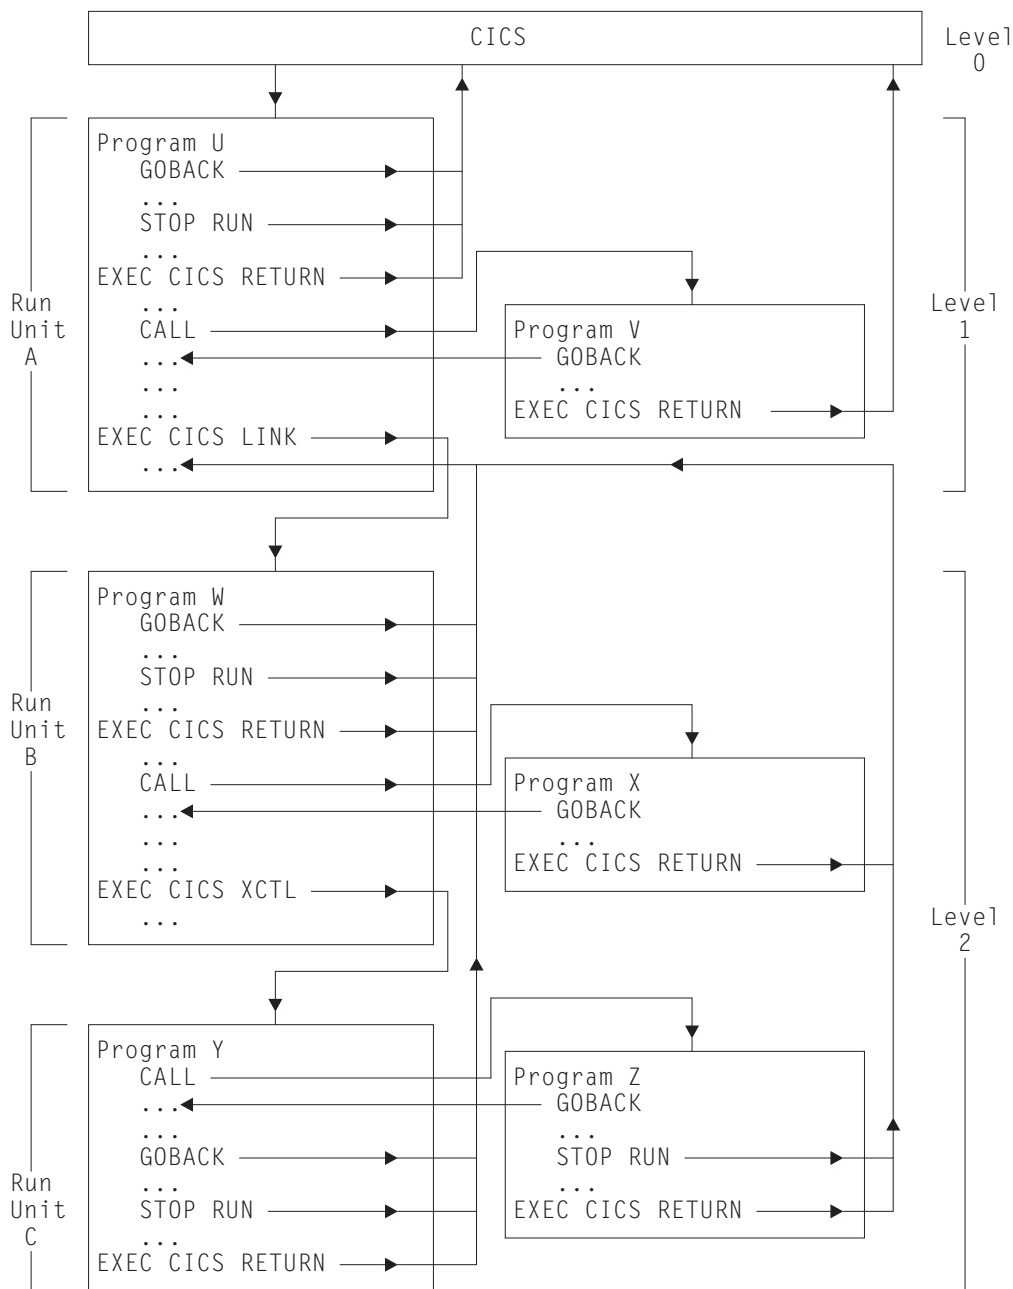 CICS
Level
0
Program U
GOBACK
...
STOP RUN
...
EXEC CICS RETURN
...
CALL
...
...
...
EXEC CICS LINK
...
Run
Unit
A
Program V
GOBACK
...
EXEC CICS RETURN
Level
1
Program W
GOBACK
...
STOP RUN
...
EXEC CICS RETURN
...
CALL
...
...
...
EXEC CICS XCTL
...
Run
Unit
B
Program X
GOBACK
...
EXEC CICS RETURN
Level
2
Program Y
CALL
...
...
GOBACK
...
STOP RUN
...
EXEC CICS RETURN
Run
Unit
C
Program Z
GOBACK
...
STOP RUN
...
EXEC CICS RETURN